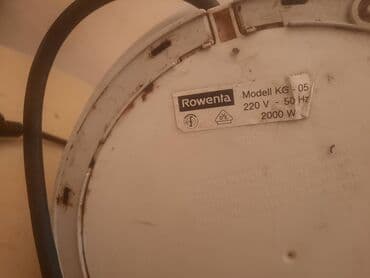 Rowenta
Modell KG - 05
220 V - 50 Hz
2000 W